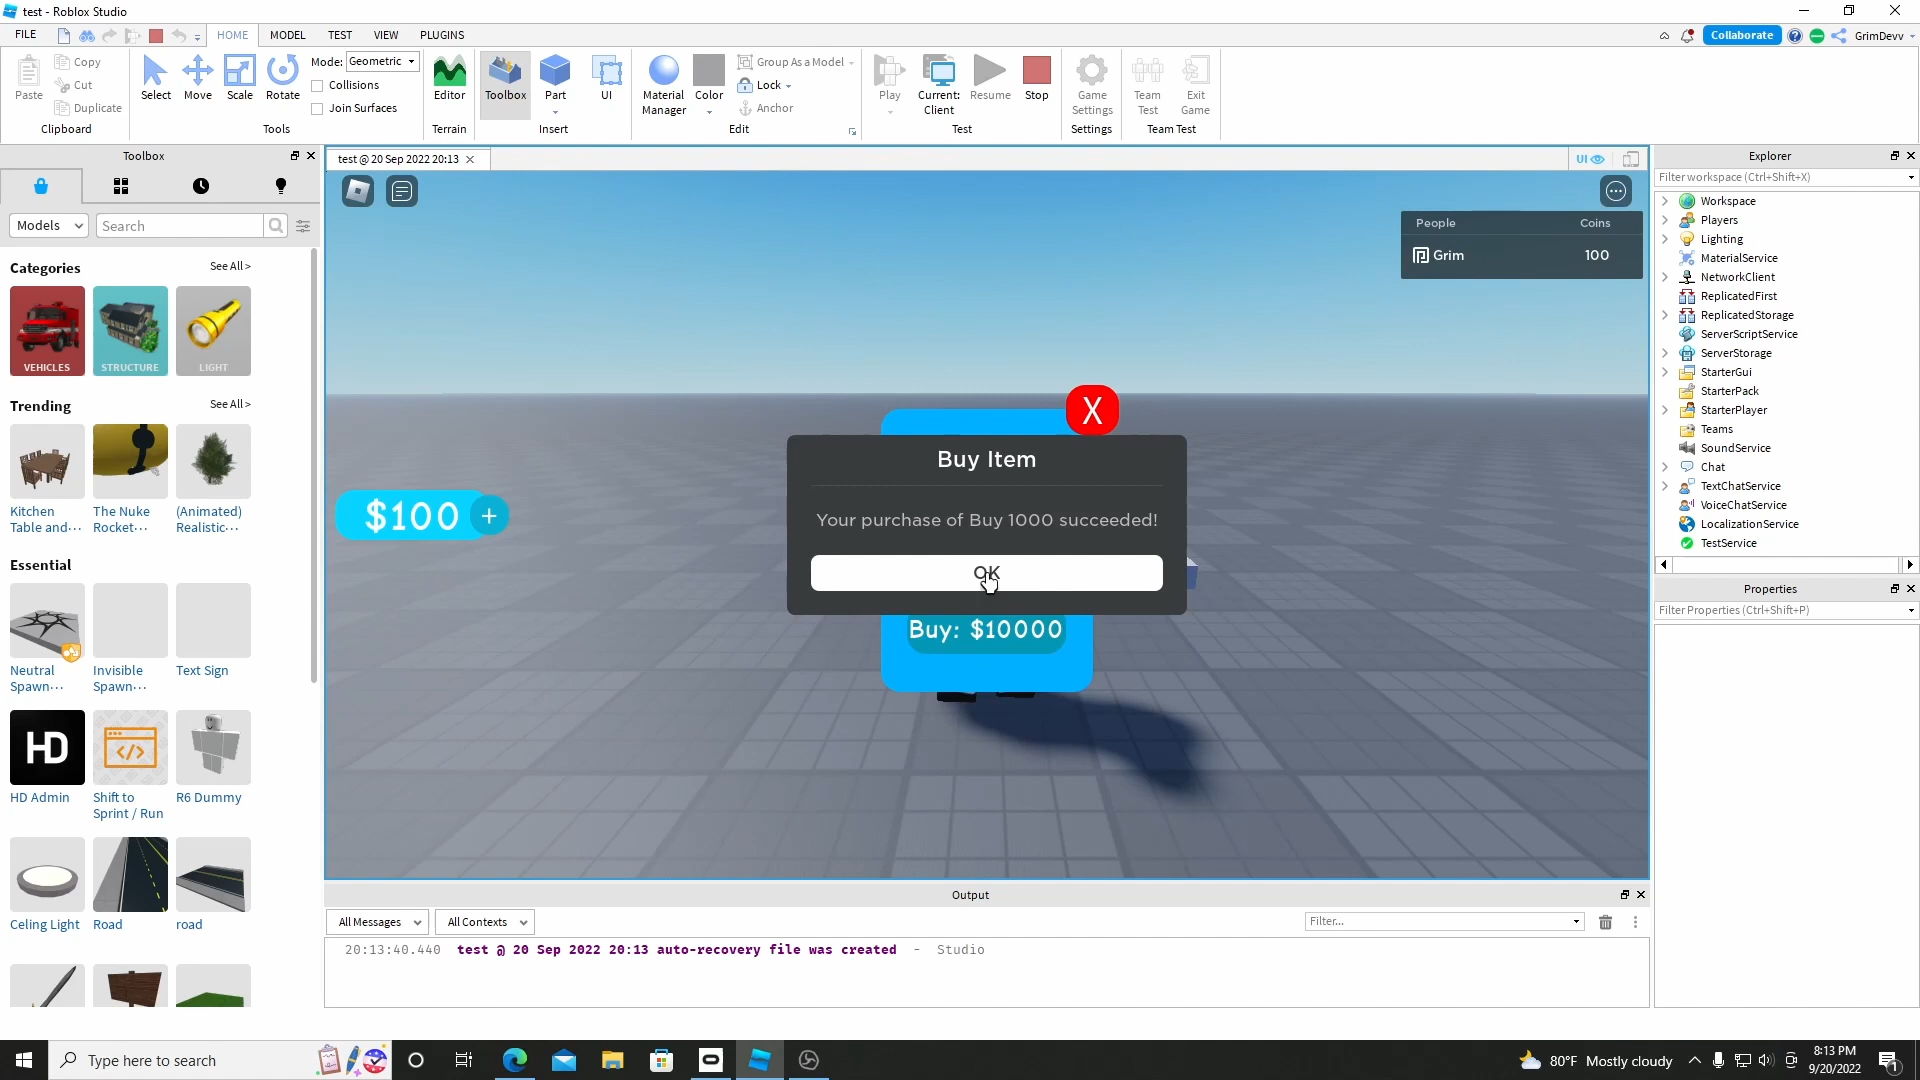 test - Roblox Studio
FILE
HOME
MODEL
TEST
VIEW
PLUGINS
Collaborate
GrimDevv
Paste
Copy
Cut
Duplicate
Clipboard
Select
Move
Scale
Rotate
Mode: Geometric
Collisions
Join Surfaces
Tools
Editor
Terrain
Toolbox
Part
UI
Insert
Material
Manager
Color
Group As a Model
Lock
Anchor
Edit
Play
Current:
Client
Resume
Stop
Test
Game
Settings
Settings
Team
Test
Exit
Game
Team Test
Toolbox
Models
Search
Categories
See All >
VEHICLES
STRUCTURE
LIGHT
Trending
See All >
Kitchen
Table and...
The Nuke
Rocket...
(Animated)
Realistic...
Essential
Neutral
Spawn...
Invisible
Spawn...
Text Sign
HD
HD Admin
Shift to
Sprint / Run
R6 Dummy
Celing Light
Road
road
test @ 20 Sep 2022 20:13
UI
People
Coins
Grim
100
$100
+
X
Buy Item
Your purchase of Buy 1000 succeeded!
OK
Buy: $10000
Output
All Messages
All Contexts
Filter...
20:13:40.440 test @ 20 Sep 2022 20:13 auto-recovery file was created - Studio
Explorer
Filter workspace (Ctrl+Shift+X)
Workspace
Players
Lighting
MaterialService
NetworkClient
ReplicatedFirst
ReplicatedStorage
ServerScriptService
ServerStorage
StarterGui
StarterPack
StarterPlayer
Teams
SoundService
Chat
TextChatService
VoiceChatService
LocalizationService
TestService
Properties
Filter Properties (Ctrl+Shift+P)
Type here to search
80°F Mostly cloudy
8:13 PM
9/20/2022
1